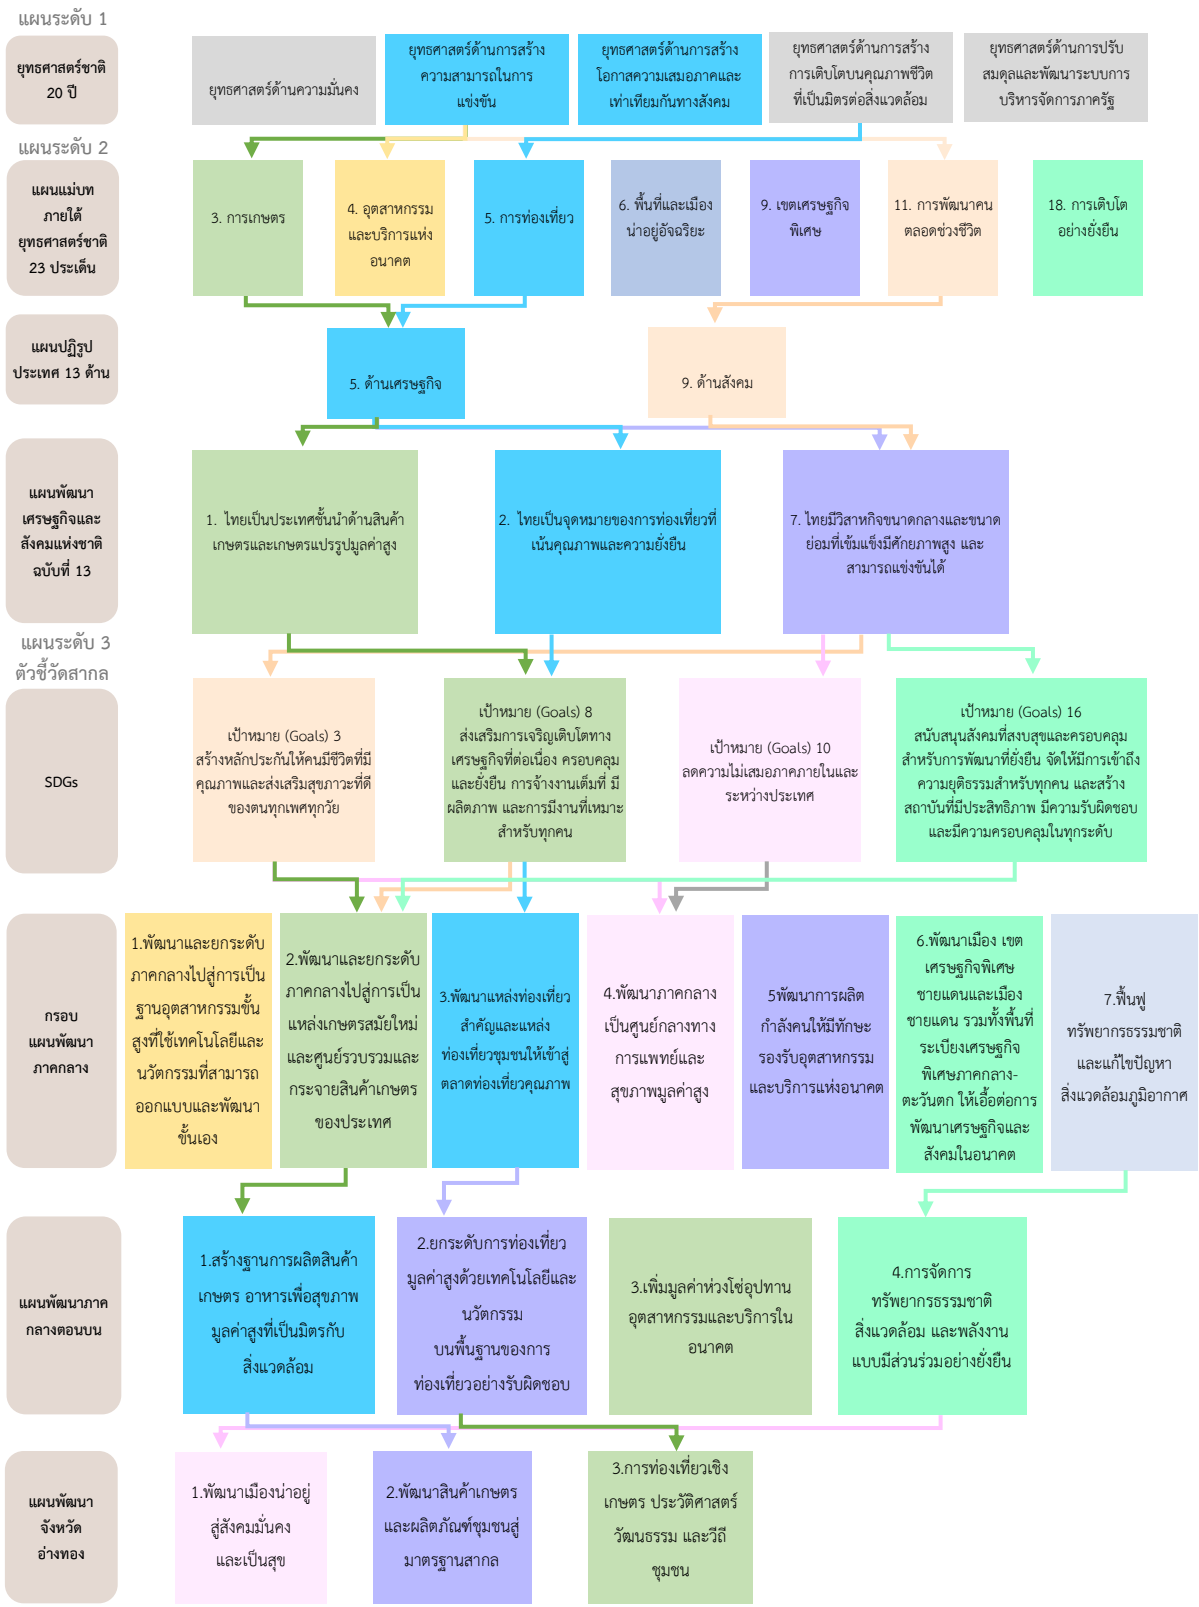 แผนระดับ 1
ยุทธศาสตร์ชาติ
20 ปี
ยุทธศาสตร์ด้านความมั่นคง
ยุทธศาสตร์ด้านการสร้าง
ความสามารถในการ
แข่งขัน
ยุทธศาสตร์ด้านการสร้าง
โอกาสความเสมอภาคและ
เท่าเทียมกันทางสังคม
ยุทธศาสตร์ด้านการสร้าง
การเติบโตบนคุณภาพชีวิต
ที่เป็นมิตรต่อสิ่งแวดล้อม
ยุทธศาสตร์ด้านการปรับ
สมดุลและพัฒนาระบบการ
บริหารจัดการภาครัฐ
แผนระดับ 2
แผนแม่บท
ภายใต้
ยุทธศาสตร์ชาติ
23 ประเด็น
3. การเกษตร
4. อุตสาหกรรม
และบริการแห่ง
อนาคต
5. การท่องเที่ยว
6. พื้นที่และเมือง
น่าอยู่อัจฉริยะ
9. เขตเศรษฐกิจ
พิเศษ
11. การพัฒนาคน
ตลอดช่วงชีวิต
18. การเติบโต
อย่างยั่งยืน
แผนปฏิรูป
ประเทศ 13 ด้าน
5. ด้านเศรษฐกิจ
9. ด้านสังคม
แผนพัฒนา
เศรษฐกิจและ
สังคมแห่งชาติ
ฉบับที่ 13
1. ไทยเป็นประเทศชั้นนำด้านสินค้า
เกษตรและเกษตรแปรรูปมูลค่าสูง
2. ไทยเป็นจุดหมายของการท่องเที่ยวที่
เน้นคุณภาพและความยั่งยืน
7. ไทยมีวิสาหกิจขนาดกลางและขนาด
ย่อมที่เข้มแข็งมีศักยภาพสูง และ
สามารถแข่งขันได้
แผนระดับ 3
ตัวชี้วัดสากล
SDGs
เป้าหมาย (Goals) 3
สร้างหลักประกันให้คนมีชีวิตที่มี
คุณภาพและส่งเสริมสุขภาวะที่ดี
ของตนทุกเพศทุกวัย
เป้าหมาย (Goals) 8
ส่งเสริมการเจริญเติบโตทาง
เศรษฐกิจที่ต่อเนื่อง ครอบคลุม
และยั่งยืน การจ้างงานเต็มที่ มี
ผลิตภาพ และการมีงานที่เหมาะ
สำหรับทุกคน
เป้าหมาย (Goals) 10
ลดความไม่เสมอภาคภายในและ
ระหว่างประเทศ
เป้าหมาย (Goals) 16
สนับสนุนสังคมที่สงบสุขและครอบคลุม
สำหรับการพัฒนาที่ยั่งยืน จัดให้มีการเข้าถึง
ความยุติธรรมสำหรับทุกคน และสร้าง
สถาบันที่มีประสิทธิภาพ มีความรับผิดชอบ
และมีความครอบคลุมในทุกระดับ
กรอบ
แผนพัฒนา
ภาคกลาง
1.พัฒนาและยกระดับ
ภาคกลางไปสู่การเป็น
ฐานอุตสาหกรรมขั้น
สูงที่ใช้เทคโนโลยีและ
นวัตกรรมที่สามารถ
ออกแบบและพัฒนา
ขั้นเอง
2.พัฒนาและยกระดับ
ภาคกลางไปสู่การเป็น
แหล่งเกษตรสมัยใหม่
และศูนย์รวบรวมและ
กระจายสินค้าเกษตร
ของประเทศ
3.พัฒนาแหล่งท่องเที่ยว
สำคัญและแหล่ง
ท่องเที่ยวชุมชนให้เข้าสู่
ตลาดท่องเที่ยวคุณภาพ
4.พัฒนาภาคกลาง
เป็นศูนย์กลางทาง
การแพทย์และ
สุขภาพมูลค่าสูง
5พัฒนาการผลิต
กำลังคนให้มีทักษะ
รองรับอุตสาหกรรม
และบริการแห่งอนาคต
6.พัฒนาเมือง เขต
เศรษฐกิจพิเศษ
ชายแดนและเมือง
ชายแดน รวมทั้งพื้นที่
ระเบียงเศรษฐกิจ
พิเศษภาคกลาง-
ตะวันตก ให้เอื้อต่อการ
พัฒนาเศรษฐกิจและ
สังคมในอนาคต
7.ฟื้นฟู
ทรัพยากรธรรมชาติ
และแก้ไขปัญหา
สิ่งแวดล้อมภูมิอากาศ
แผนพัฒนาภาค
กลางตอนบน
1.สร้างฐานการผลิตสินค้า
เกษตร อาหารเพื่อสุขภาพ
มูลค่าสูงที่เป็นมิตรกับ
สิ่งแวดล้อม
2.ยกระดับการท่องเที่ยว
มูลค่าสูงด้วยเทคโนโลยีและ
นวัตกรรม
บนพื้นฐานของการ
ท่องเที่ยวอย่างรับผิดชอบ
3.เพิ่มมูลค่าห่วงโซ่อุปทาน
อุตสาหกรรมและบริการใน
อนาคต
4.การจัดการ
ทรัพยากรธรรมชาติ
สิ่งแวดล้อม และพลังงาน
แบบมีส่วนร่วมอย่างยั่งยืน
แผนพัฒนา
จังหวัด
อ่างทอง
1.พัฒนาเมืองน่าอยู่
สู่สังคมมั่นคง
และเป็นสุข
2.พัฒนาสินค้าเกษตร
และผลิตภัณฑ์ชุมชนสู่
มาตรฐานสากล
3.การท่องเที่ยวเชิง
เกษตร ประวัติศาสตร์
วัฒนธรรม และวีถี
ชุมชน